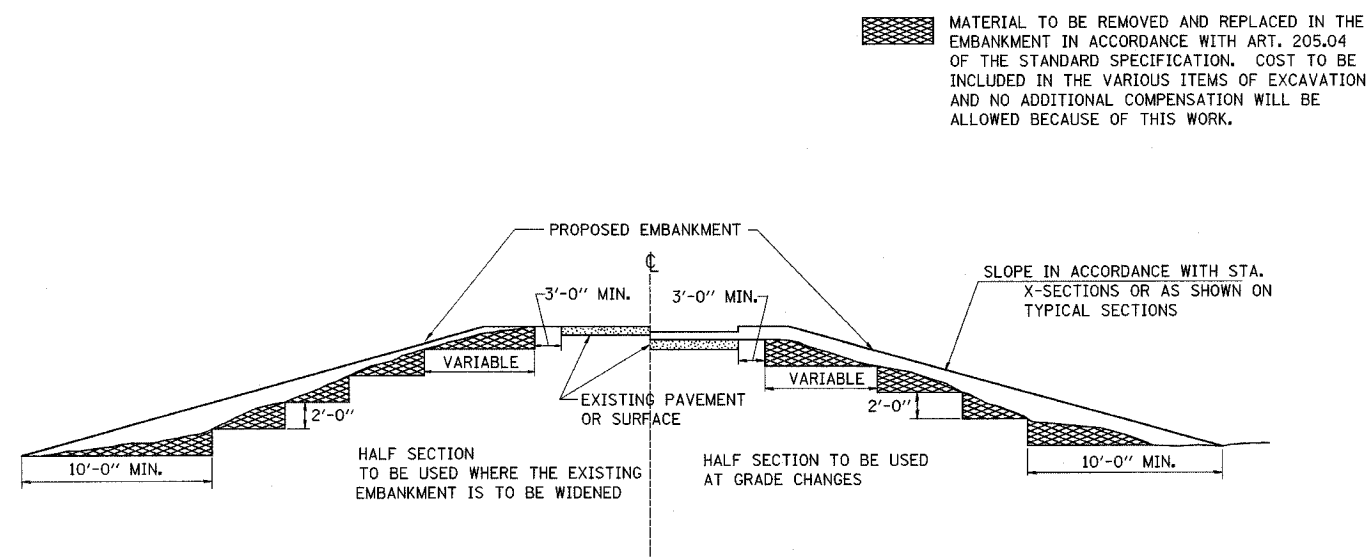 MATERIAL TO BE REMOVED AND REPLACED IN THE
EMBANKMENT IN ACCORDANCE WITH ART. 205.04
OF THE STANDARD SPECIFICATION. COST TO BE
INCLUDED IN THE VARIOUS ITEMS OF EXCAVATION
AND NO ADDITIONAL COMPENSATION WILL BE
ALLOWED BECAUSE OF THIS WORK.
PROPOSED EMBANKMENT
℄
SLOPE IN ACCORDANCE WITH STA.
X-SECTIONS OR AS SHOWN ON
TYPICAL SECTIONS
3'-0" MIN.
3'-0" MIN.
VARIABLE
VARIABLE
EXISTING PAVEMENT
OR SURFACE
2'-0"
2'-0"
10'-0" MIN.
HALF SECTION
TO BE USED WHERE THE EXISTING
EMBANKMENT IS TO BE WIDENED
HALF SECTION TO BE USED
AT GRADE CHANGES
10'-0" MIN.